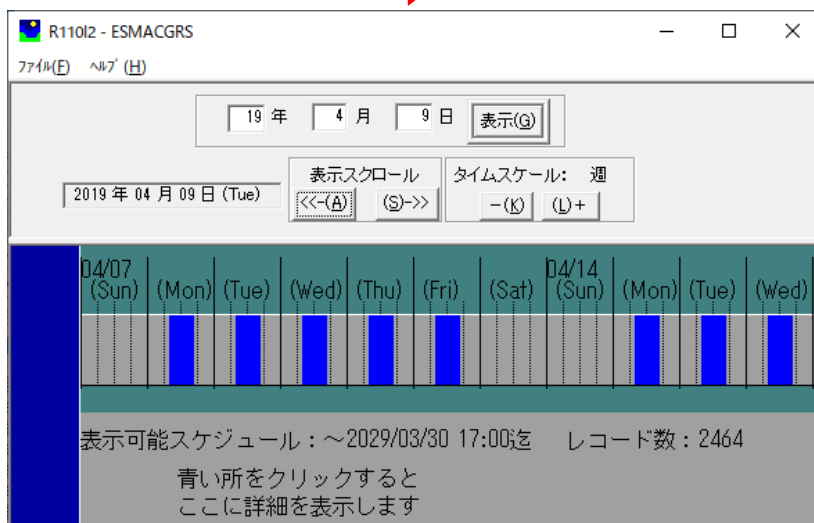 R110l2 - ESMACGRS
ﾌｧｲﾙ(F) ﾍﾙﾌﾟ(H)
19 年 4 月 9 日 表示(G)
表示スクロール タイムスケール: 週
2019 年 04 月 09 日 (Tue) <<-(A) (S)->> -(K) (L)+
04/07 04/14
(Sun) (Mon) (Tue) (Wed) (Thu) (Fri) (Sat) (Sun) (Mon) (Tue) (Wed)
表示可能スケジュール：～2029/03/30 17:00迄 レコード数：2464
青い所をクリックすると
ここに詳細を表示します